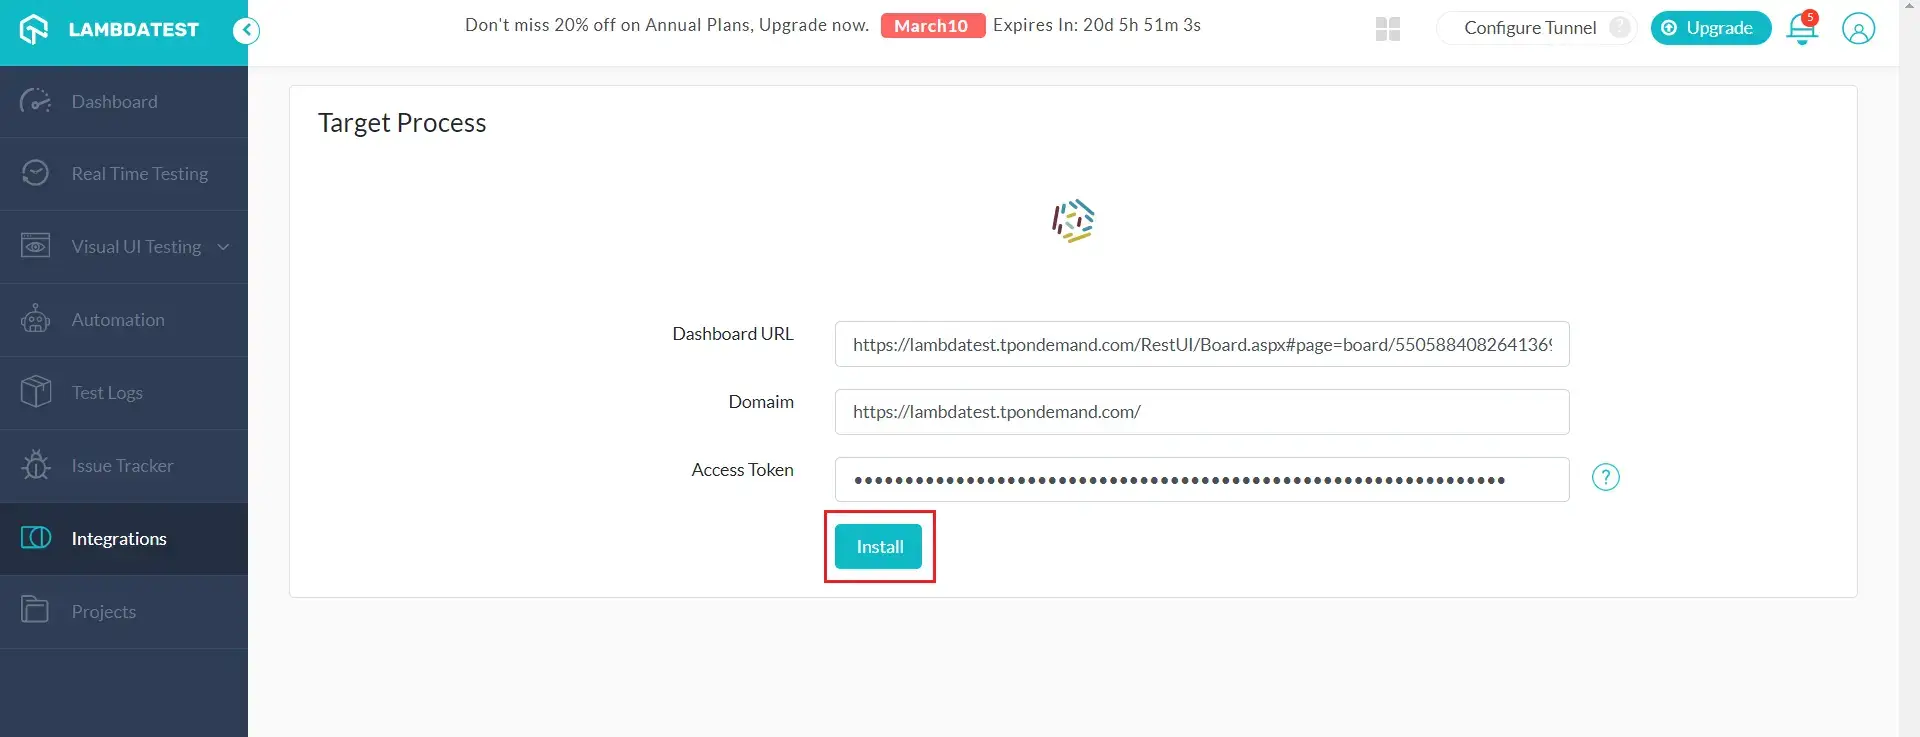 LAMBDATEST
Don't miss 20% off on Annual Plans, Upgrade now. March10 Expires In: 20d 5h 51m 3s
Configure Tunnel ?
Upgrade
5
Dashboard
Real Time Testing
Visual UI Testing
Automation
Test Logs
Issue Tracker
Integrations
Projects
Target Process
Dashboard URL
https://lambdatest.tpondemand.com/RestUI/Board.aspx#page=board/5505884082641369
Domaim
https://lambdatest.tpondemand.com/
Access Token
?
Install